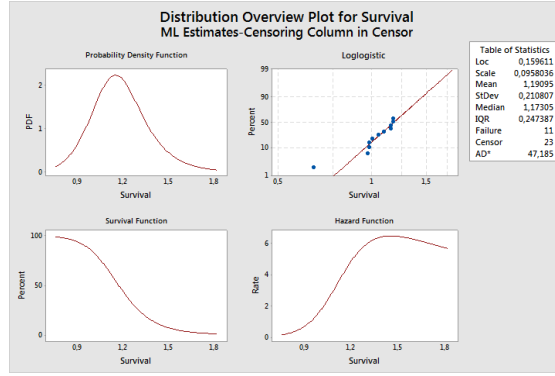 Distribution Overview Plot for Survival
ML Estimates-Censoring Column in Censor
Probability Density Function
2
1
0
PDF
0,9 1,2 1,5 1,8
Survival
Loglogistic
99
90
50
10
1
Percent
0,5 1 1,5
Survival
Table of Statistics
Loc 0,159611
Scale 0,0958036
Mean 1,19095
StDev 0,210807
Median 1,17305
IQR 0,247387
Failure 11
Censor 23
AD* 47,185
Survival Function
100
50
0
Percent
0,9 1,2 1,5 1,8
Survival
Hazard Function
6
4
2
0
Rate
0,9 1,2 1,5 1,8
Survival